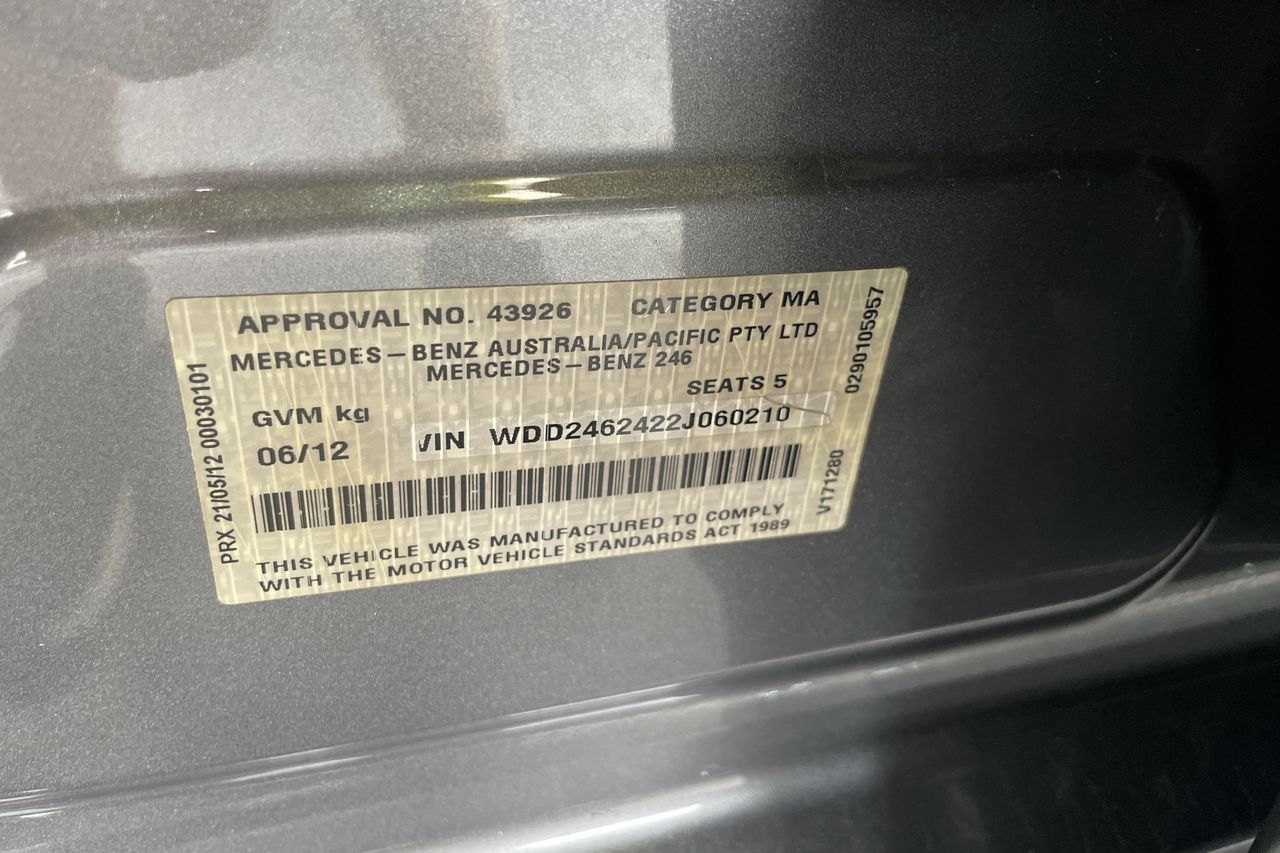 APPROVAL NO. 43926 CATEGORY MA
MERCEDES-BENZ AUSTRALIA/PACIFIC PTY LTD
MERCEDES-BENZ 246
SEATS 5
GVM kg
06/12
VIN WDD2462422J060210
THIS VEHICLE WAS MANUFACTURED TO COMPLY
WITH THE MOTOR VEHICLE STANDARDS ACT 1989
PRX 21/05/12 00030101
0290105957
V171280